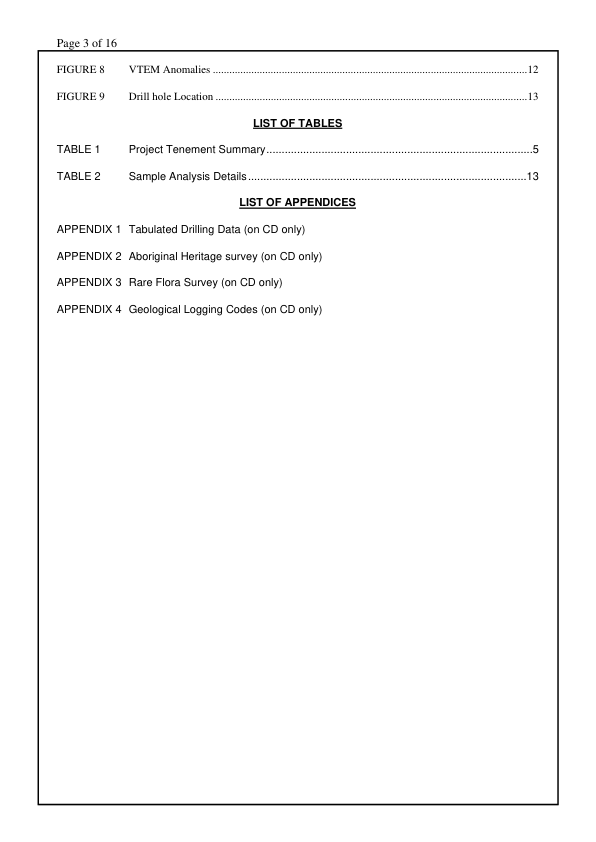 Page 3 of 16
FIGURE 8 VTEM Anomalies ............................................................................................................12
FIGURE 9 Drill hole Location ...........................................................................................................13
LIST OF TABLES
TABLE 1 Project Tenement Summary.......................................................................................5
TABLE 2 Sample Analysis Details...........................................................................................13
LIST OF APPENDICES
APPENDIX 1 Tabulated Drilling Data (on CD only)
APPENDIX 2 Aboriginal Heritage survey (on CD only)
APPENDIX 3 Rare Flora Survey (on CD only)
APPENDIX 4 Geological Logging Codes (on CD only)